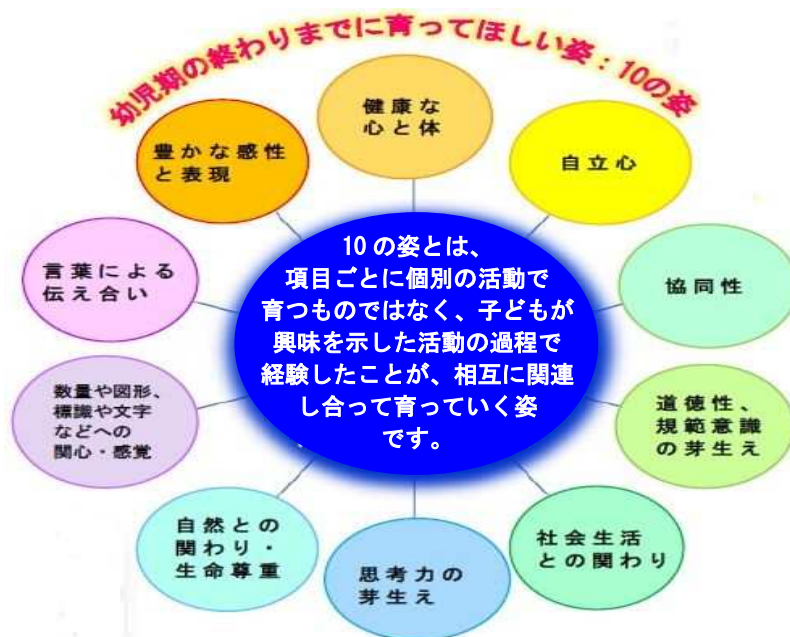 幼児期の終わりまでに育ってほしい姿：10の姿
健康な
心と体
自立心
協同性
道徳性、
規範意識
の芽生え
社会生活
との関わり
思考力の
芽生え
自然との
関わり・
生命尊重
数量や図形、
標識や文字
などへの
関心・感覚
言葉による
伝え合い
豊かな感性
と表現
10の姿とは、
項目ごとに個別の活動で
育つものではなく、子どもが
興味を示した活動の過程で
経験したことが、相互に関連
し合って育っていく姿
です。